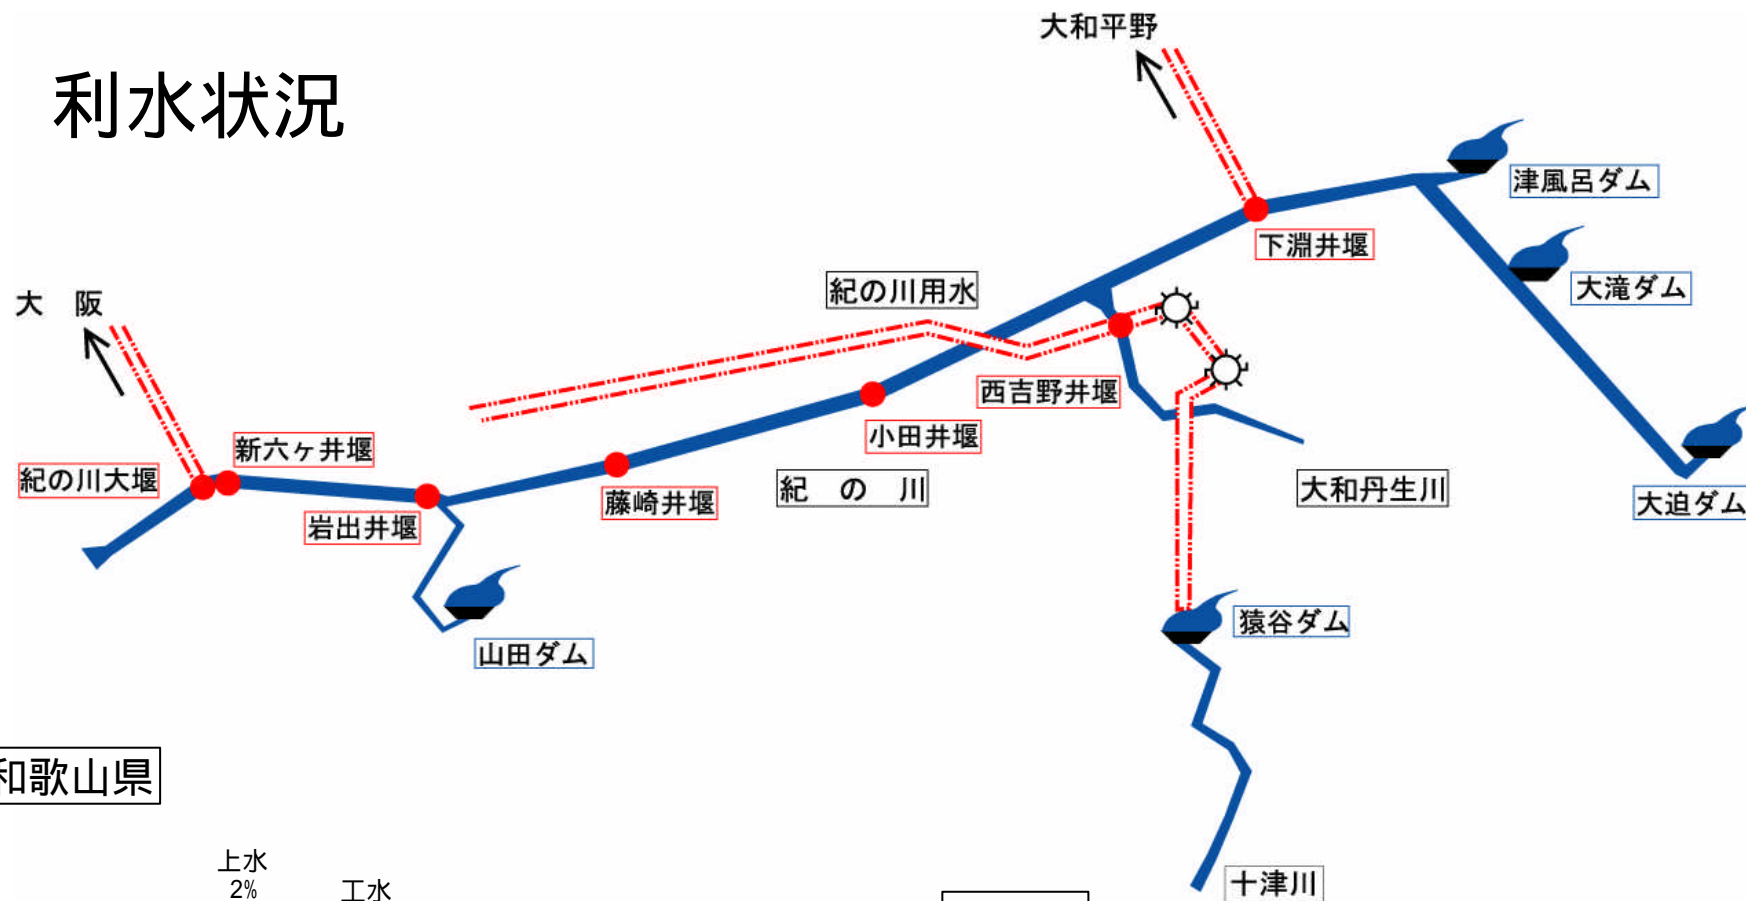 利水状況
大和平野
津風呂ダム
下淵井堰
大滝ダム
紀の川用水
大　阪
西吉野井堰
小田井堰
新六ヶ井堰
紀の川大堰
藤崎井堰
紀　の　川
大和丹生川
大迫ダム
岩出井堰
猿谷ダム
山田ダム
和歌山県
上水
2%
工水
十津川